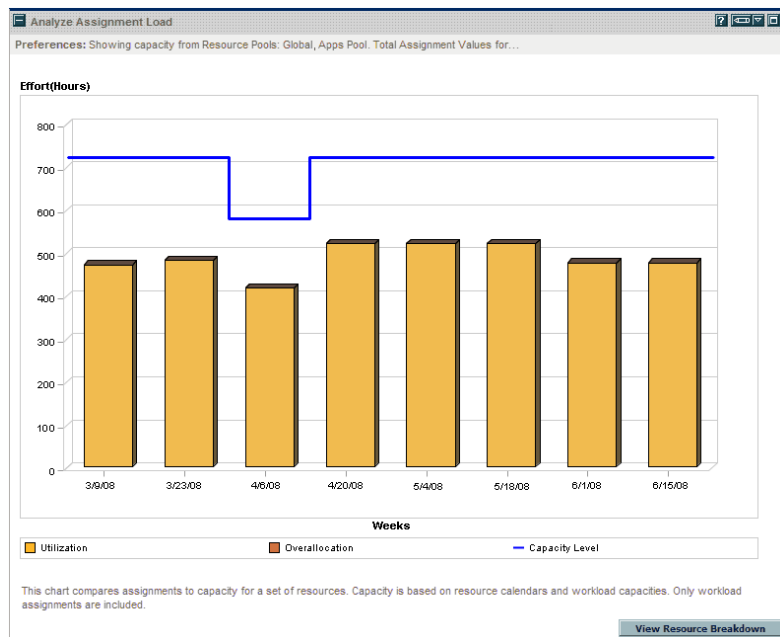 Analyze Assignment Load
Preferences: Showing capacity from Resource Pools: Global, Apps Pool. Total Assignment Values for...
Effort(Hours)
800
700
600
500
400
300
200
100
0
3/9/08 3/23/08 4/6/08 4/20/08 5/4/08 5/18/08 6/1/08 6/15/08
Weeks
Utilization Overallocation Capacity Level
This chart compares assignments to capacity for a set of resources. Capacity is based on resource calendars and workload capacities. Only workload
assignments are included.
View Resource Breakdown